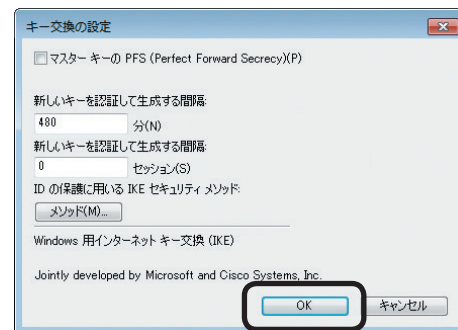 キー交換の設定
マスター キーの PFS (Perfect Forward Secrecy)(P)
新しいキーを認証して生成する間隔:
480 分(N)
新しいキーを認証して生成する間隔:
0 セッション(S)
ID の保護に用いる IKE セキュリティ メソッド:
メソッド(M)...
Windows 用インターネット キー交換 (IKE)
Jointly developed by Microsoft and Cisco Systems, Inc.
OK キャンセル